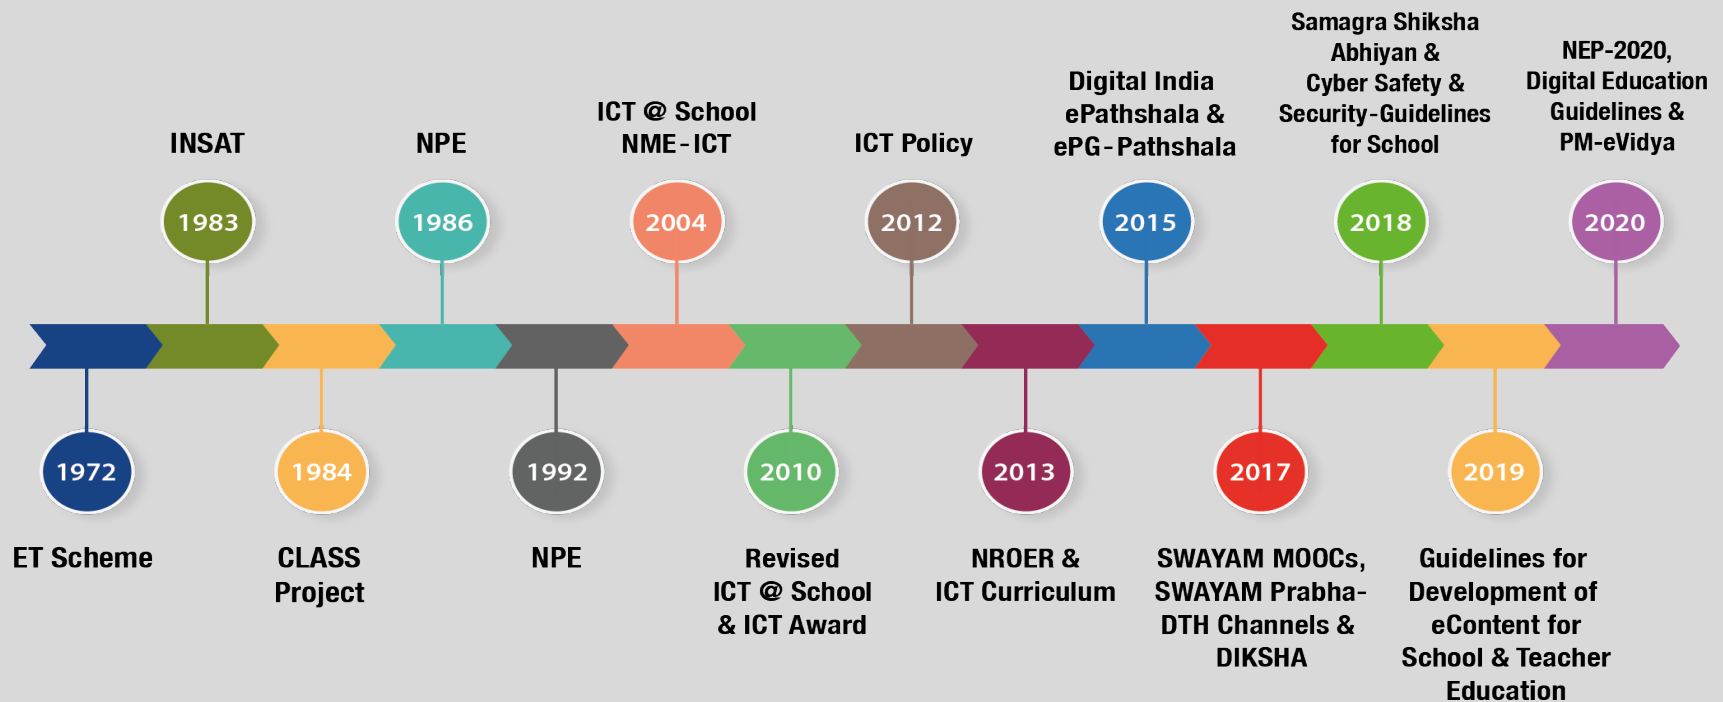 INSAT
1983
NPE
1986
ICT @ School
NME-ICT
2004
ICT Policy
2012
Digital India
ePathshala &
ePG-Pathshala
2015
Samagra Shiksha
Abhiyan &
Cyber Safety &
Security-Guidelines
for School
2018
NEP-2020,
Digital Education
Guidelines &
PM-eVidya
2020
1972
ET Scheme
1984
CLASS
Project
1992
NPE
2010
Revised
ICT @ School
& ICT Award
2013
NROER &
ICT Curriculum
2017
SWAYAM MOOCs,
SWAYAM Prabha-
DTH Channels &
DIKSHA
2019
Guidelines for
Development of
eContent for
School & Teacher
Education